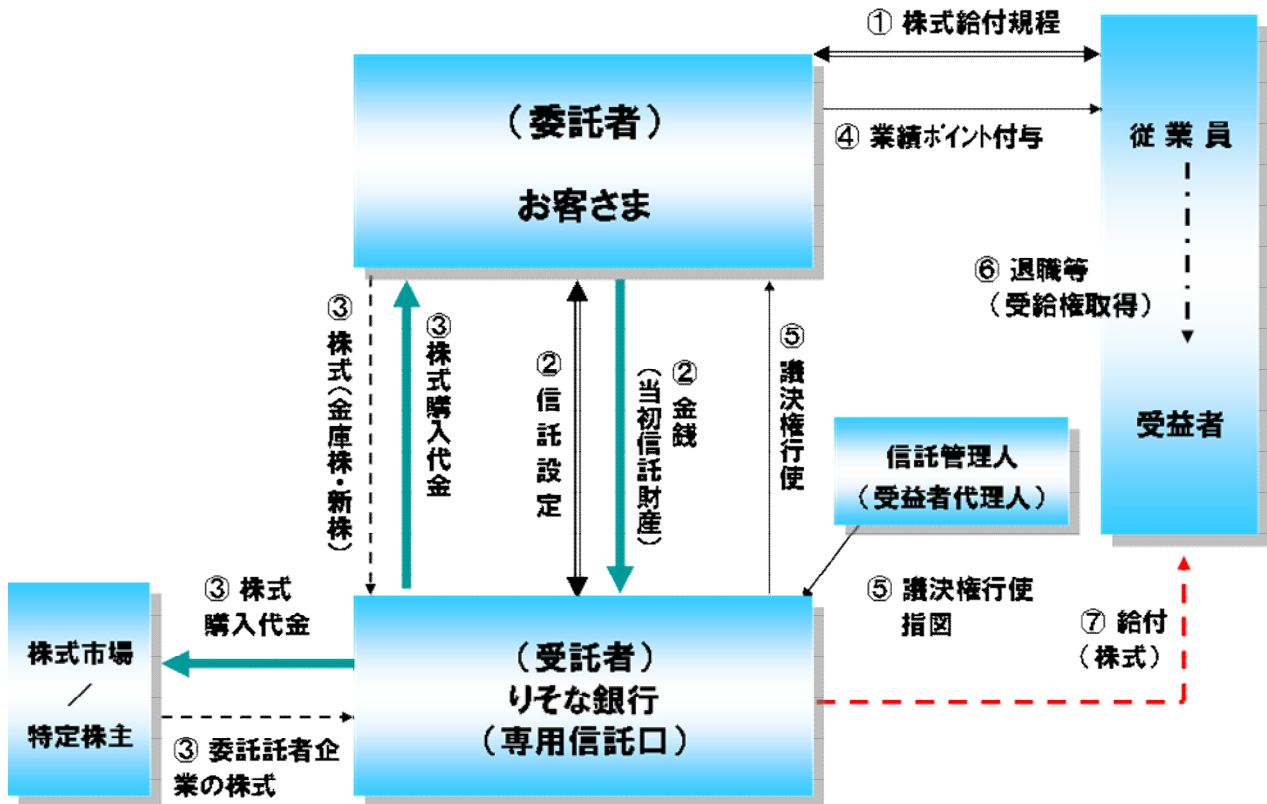 ① 株式給付規程
（委託者）
お客さま
④ 業績ポイント付与
従業員
⑥ 退職等
（受給権取得）
受益者
③ 株式（金庫株・新株）
③ 株式購入代金
② 信託設定
② 金銭
（当初信託財産）
⑤ 議決権行使
信託管理人
（受益者代理人）
③ 株式
購入代金
株式市場
／
特定株主
③ 委託託者企
業の株式
（受託者）
りそな銀行
（専用信託口）
⑤ 議決権行使
指図
⑦ 給付
（株式）